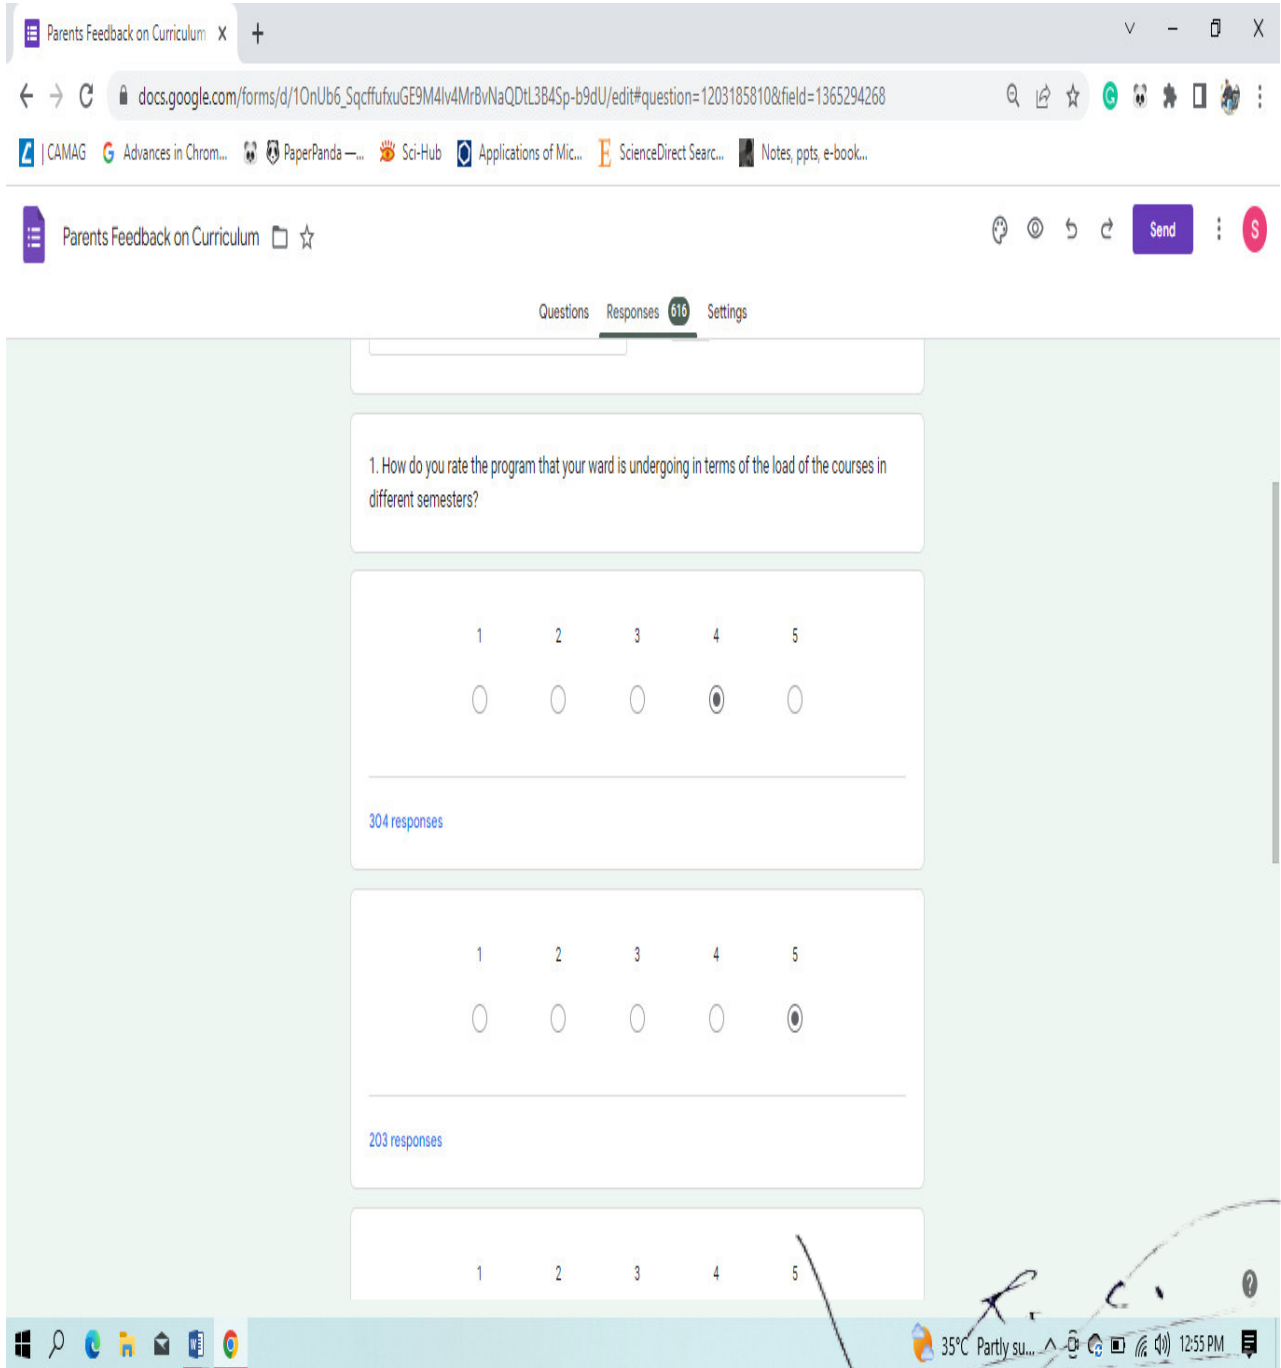 Parents Feedback on Curriculum
docs.google.com/forms/d/1OnUb6_SqcffufxuGE9M4Iv4MrBvNaQDtL3B4Sp-b9dU/edit#question=1203185810&field=1365294268
| CAMAG Advances in Chrom... PaperPanda —... Sci-Hub Applications of Mic... ScienceDirect Searc... Notes, ppts, e-book...
Parents Feedback on Curriculum Send S
Questions Responses 616 Settings
1. How do you rate the program that your ward is undergoing in terms of the load of the courses in
different semesters?
1 2 3 4 5
304 responses
1 2 3 4 5
203 responses
1 2 3 4 5
35°C Partly su... 12:55 PM